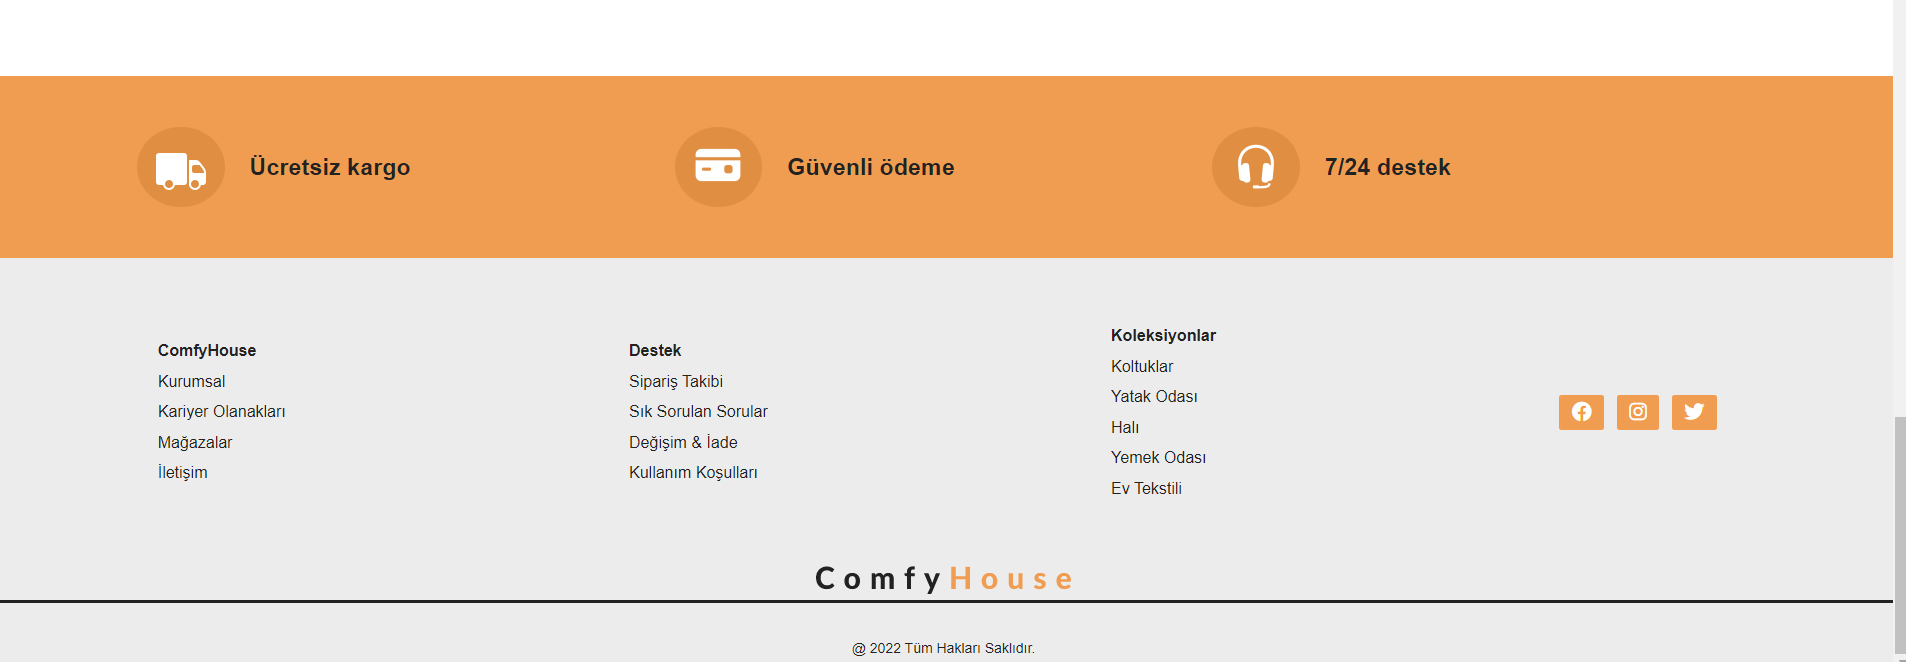 Ücretsiz kargo
Güvenli ödeme
7/24 destek
ComfyHouse
Kurumsal
Kariyer Olanakları
Mağazalar
İletişim
Destek
Sipariş Takibi
Sık Sorulan Sorular
Değişim & İade
Kullanım Koşulları
Koleksiyonlar
Koltuklar
Yatak Odası
Halı
Yemek Odası
Ev Tekstili
ComfyHouse
@ 2022 Tüm Hakları Saklıdır.